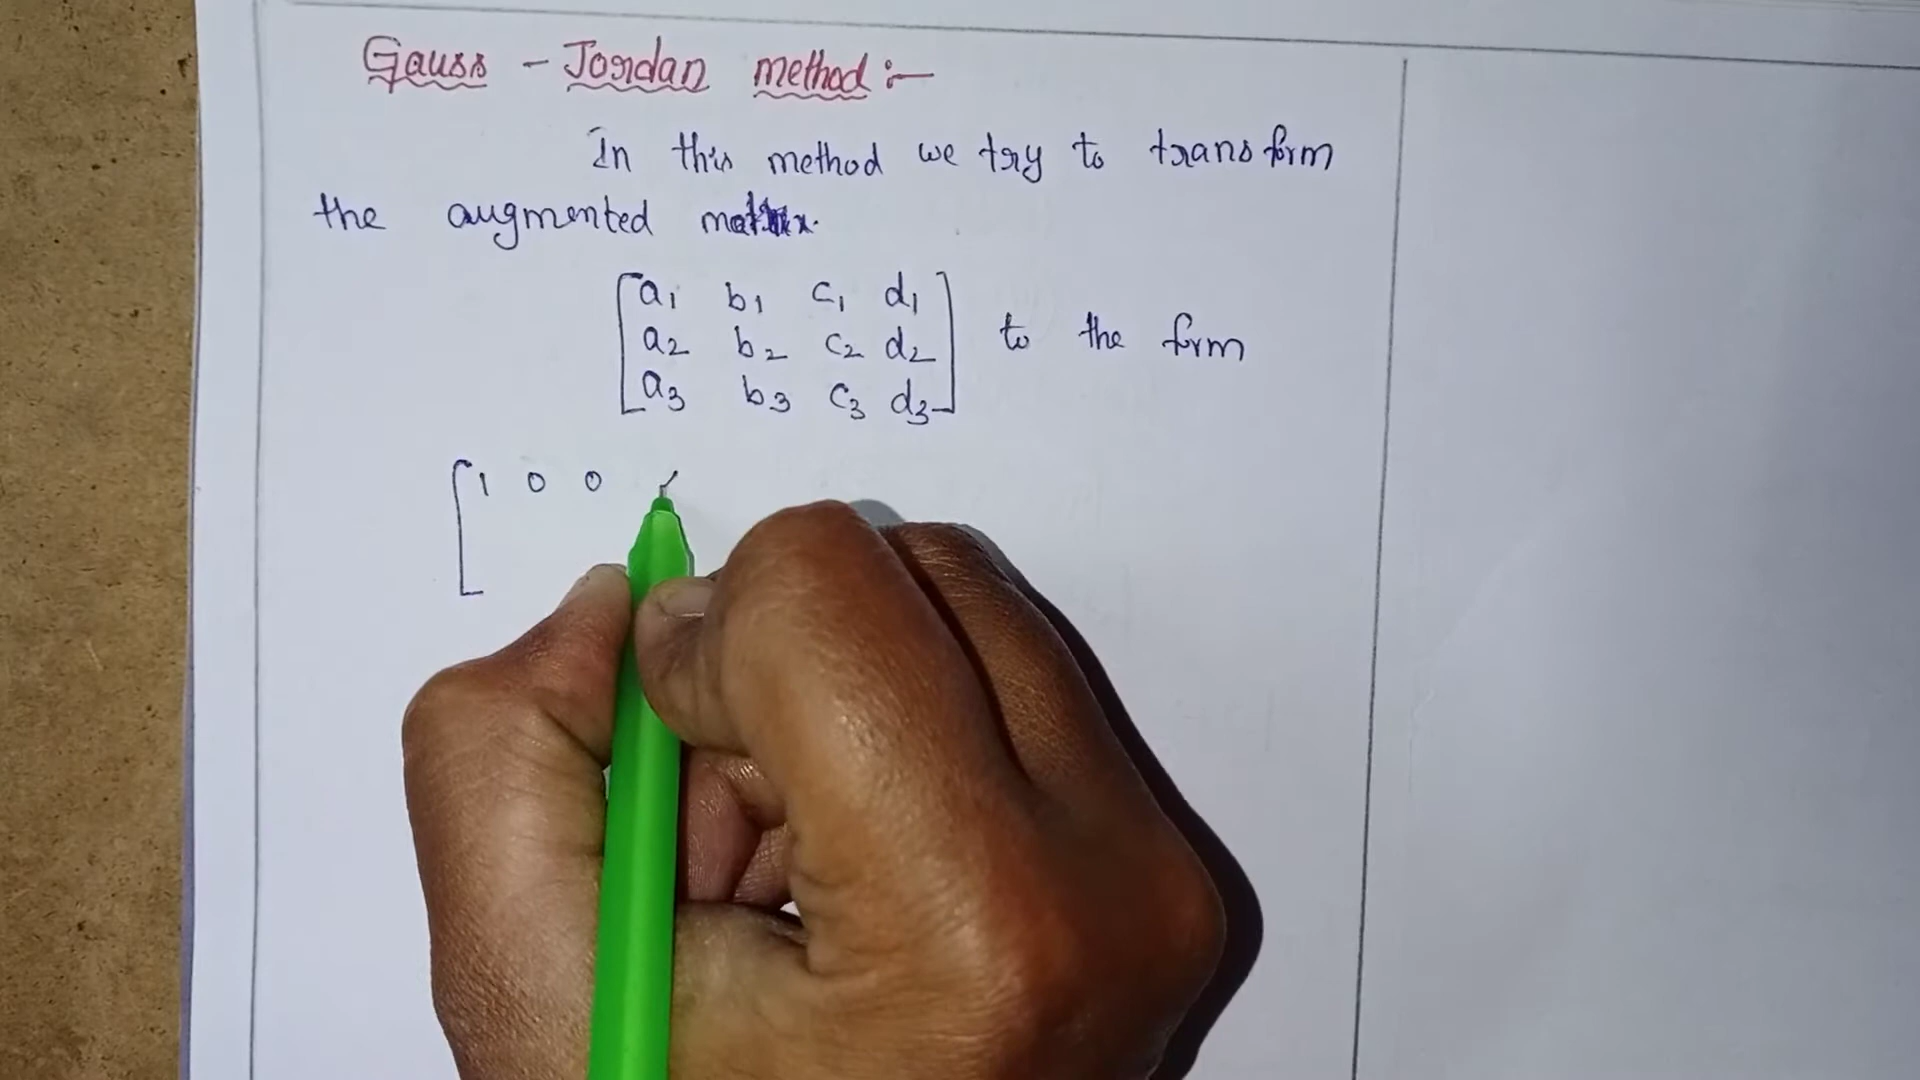 Gauss - Jordan method :-
In this method we try to transform
the augmented matrix.
a1 b1 c1 d1
a2 b2 c2 d2 to the form
a3 b3 c3 d3
1 0 0